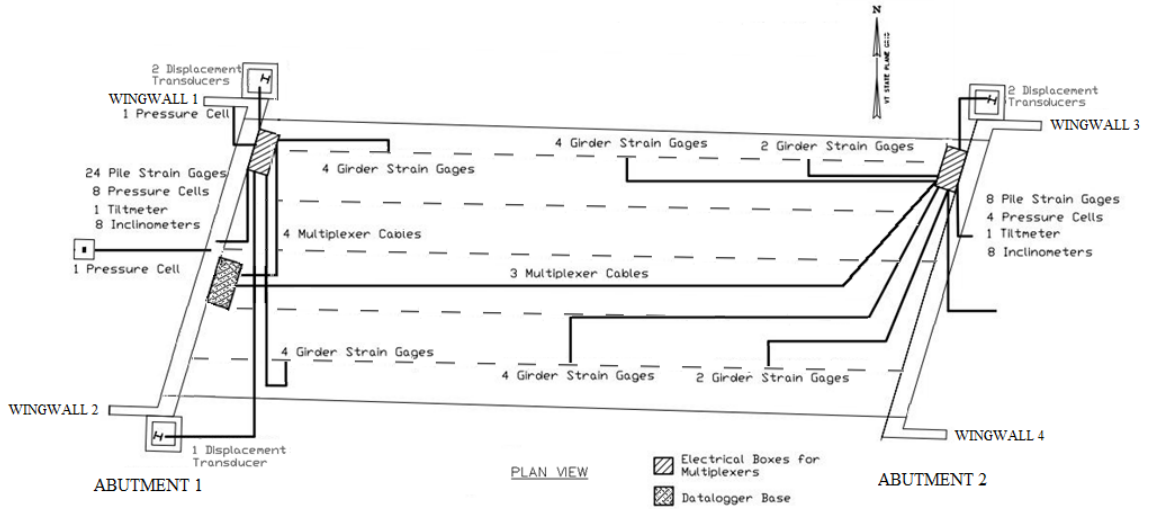 N
VT STATE PLANE GRID
2 Displacement
Transducers
WINGWALL 1
1 Pressure Cell
2 Displacement
Transducers
WINGWALL 3
4 Girder Strain Gages
2 Girder Strain Gages
4 Girder Strain Gages
24 Pile Strain Gages
8 Pressure Cells
1 Tiltmeter
8 Inclinometers
8 Pile Strain Gages
4 Pressure Cells
1 Tiltmeter
8 Inclinometers
4 Multiplexer Cables
1 Pressure Cell
3 Multiplexer Cables
4 Girder Strain Gages
4 Girder Strain Gages
2 Girder Strain Gages
WINGWALL 2
WINGWALL 4
1 Displacement
Transducer
ABUTMENT 1
PLAN VIEW
Electrical Boxes for
Multiplexers
Datalogger Base
ABUTMENT 2